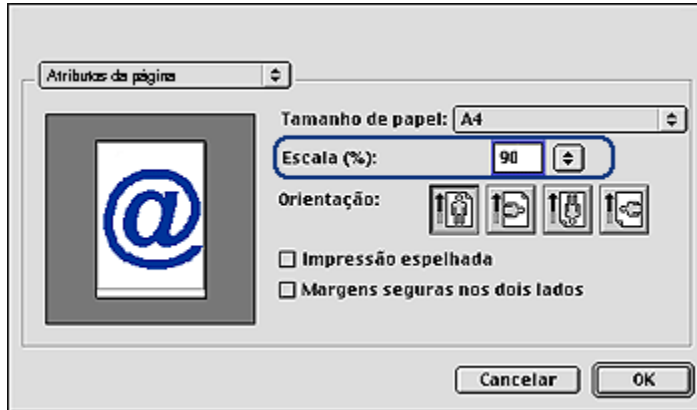 Atributos da página
Tamanho de papel: A4
Escala (%): 90
Orientação:
Impressão espelhada
Margens seguras nos dois lados
Cancelar OK
@